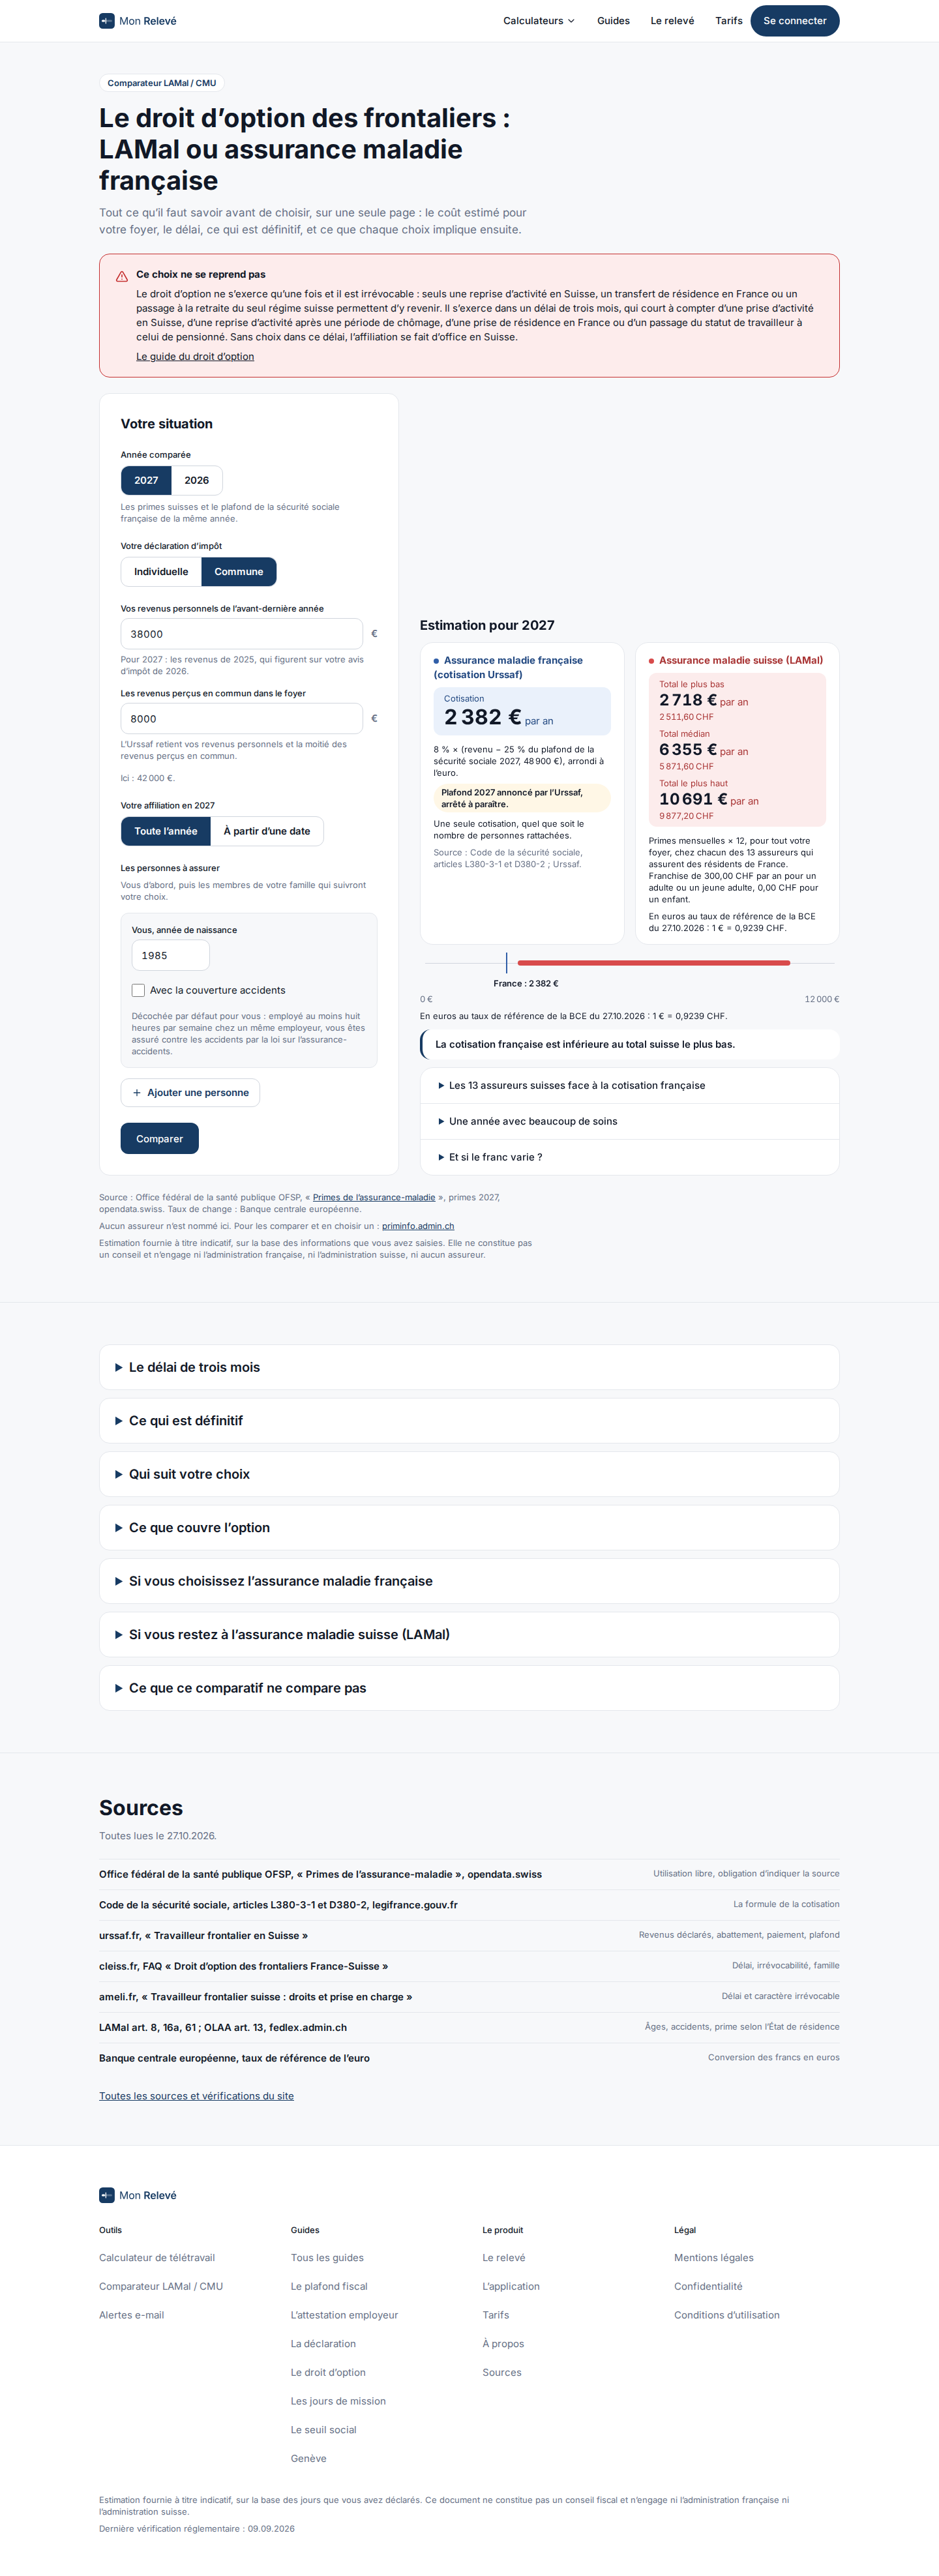 Mon Relevé
Calculateurs
Guides
Le relevé
Tarifs
Se connecter
Comparateur LAMal / CMU
Le droit d’option des frontaliers :
LAMal ou assurance maladie
française
Tout ce qu’il faut savoir avant de choisir, sur une seule page : le coût estimé pour
votre foyer, le délai, ce qui est définitif, et ce que chaque choix implique ensuite.
Ce choix ne se reprend pas
Le droit d’option ne s’exerce qu’une fois et il est irrévocable : seuls une reprise d’activité en Suisse, un transfert de résidence en France ou un
passage à la retraite du seul régime suisse permettent d’y revenir. Il s’exerce dans un délai de trois mois, qui court à compter d’une prise d’activité
en Suisse, d’une reprise d’activité après une période de chômage, d’une prise de résidence en France ou d’un passage du statut de travailleur à
celui de pensionné. Sans choix dans ce délai, l’affiliation se fait d’office en Suisse.
Le guide du droit d’option
Votre situation
Année comparée
2027
2026
Les primes suisses et le plafond de la sécurité sociale
française de la même année.
Votre déclaration d’impôt
Individuelle
Commune
Vos revenus personnels de l’avant-dernière année
38000
€
Pour 2027 : les revenus de 2025, qui figurent sur votre avis
d’impôt de 2026.
Les revenus perçus en commun dans le foyer
8000
€
L’Urssaf retient vos revenus personnels et la moitié des
revenus perçus en commun.
Ici : 42 000 €.
Votre affiliation en 2027
Toute l’année
À partir d’une date
Les personnes à assurer
Vous d’abord, puis les membres de votre famille qui suivront
votre choix.
Vous, année de naissance
1985
Avec la couverture accidents
Décochée par défaut pour vous : employé au moins huit
heures par semaine chez un même employeur, vous êtes
assuré contre les accidents par la loi sur l’assurance-
accidents.
Ajouter une personne
Comparer
Estimation pour 2027
Assurance maladie française
(cotisation Urssaf)
Cotisation
2 382 € par an
8 % × (revenu − 25 % du plafond de la
sécurité sociale 2027, 48 900 €), arrondi à
l’euro.
Plafond 2027 annoncé par l’Urssaf,
arrêté à paraître.
Une seule cotisation, quel que soit le
nombre de personnes rattachées.
Source : Code de la sécurité sociale,
articles L380-3-1 et D380-2 ; Urssaf.
Assurance maladie suisse (LAMal)
Total le plus bas
2 718 € par an
2 511,60 CHF
Total médian
6 355 € par an
5 871,60 CHF
Total le plus haut
10 691 € par an
9 877,20 CHF
Primes mensuelles × 12, pour tout votre
foyer, chez chacun des 13 assureurs qui
assurent des résidents de France.
Franchise de 300,00 CHF par an pour un
adulte ou un jeune adulte, 0,00 CHF pour
un enfant.
En euros au taux de référence de la BCE
du 27.10.2026 : 1 € = 0,9239 CHF.
France : 2 382 €
0 €
12 000 €
En euros au taux de référence de la BCE du 27.10.2026 : 1 € = 0,9239 CHF.
La cotisation française est inférieure au total suisse le plus bas.
Les 13 assureurs suisses face à la cotisation française
Une année avec beaucoup de soins
Et si le franc varie ?
Source : Office fédéral de la santé publique OFSP, « Primes de l’assurance-maladie », primes 2027,
opendata.swiss. Taux de change : Banque centrale européenne.
Aucun assureur n’est nommé ici. Pour les comparer et en choisir un : priminfo.admin.ch
Estimation fournie à titre indicatif, sur la base des informations que vous avez saisies. Elle ne constitue pas
un conseil et n’engage ni l’administration française, ni l’administration suisse, ni aucun assureur.
Le délai de trois mois
Ce qui est définitif
Qui suit votre choix
Ce que couvre l’option
Si vous choisissez l’assurance maladie française
Si vous restez à l’assurance maladie suisse (LAMal)
Ce que ce comparatif ne compare pas
Sources
Toutes lues le 27.10.2026.
Office fédéral de la santé publique OFSP, « Primes de l’assurance-maladie », opendata.swiss
Utilisation libre, obligation d’indiquer la source
Code de la sécurité sociale, articles L380-3-1 et D380-2, legifrance.gouv.fr
La formule de la cotisation
urssaf.fr, « Travailleur frontalier en Suisse »
Revenus déclarés, abattement, paiement, plafond
cleiss.fr, FAQ « Droit d’option des frontaliers France-Suisse »
Délai, irrévocabilité, famille
ameli.fr, « Travailleur frontalier suisse : droits et prise en charge »
Délai et caractère irrévocable
LAMal art. 8, 16a, 61 ; OLAA art. 13, fedlex.admin.ch
Âges, accidents, prime selon l’État de résidence
Banque centrale européenne, taux de référence de l’euro
Conversion des francs en euros
Toutes les sources et vérifications du site
Mon Relevé
Outils
Calculateur de télétravail
Comparateur LAMal / CMU
Alertes e-mail
Guides
Tous les guides
Le plafond fiscal
L’attestation employeur
La déclaration
Le droit d’option
Les jours de mission
Le seuil social
Genève
Le produit
Le relevé
L’application
Tarifs
À propos
Sources
Légal
Mentions légales
Confidentialité
Conditions d’utilisation
Estimation fournie à titre indicatif, sur la base des jours que vous avez déclarés. Ce document ne constitue pas un conseil fiscal et n’engage ni l’administration française ni
l’administration suisse.
Dernière vérification réglementaire : 09.09.2026